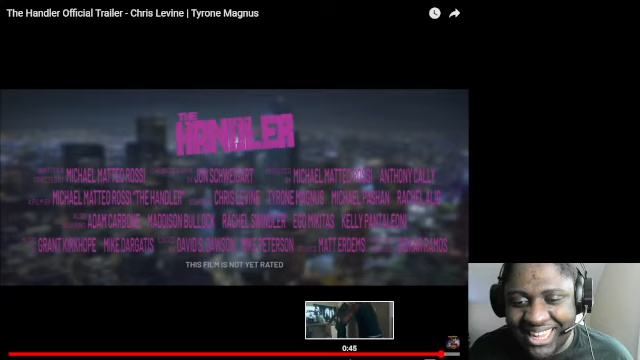 The Handler Official Trailer - Chris Levine | Tyrone Magnus
THE
HANDLER
MICHAEL MATTEO ROSSI JON SCHWEIGART MICHAEL MATTEO ROSSI ANTHONY CALLY
MICHAEL MATTEO ROSSI "THE HANDLER" CHRIS LEVINE TYRONE MAGNUS MICHAEL PASHAN RACHEL ALIG
ADAM CARBONE MADDISON BULLOCK RACHEL EGO MIKITAS KELLY PANTALEONI
GRANT KIRKHOPE MIKE DARGATIS DAVID S. DAWSON MIKE PETERSON MATT ERDEMS RAMOS
THIS FILM IS NOT YET RATED
0:45